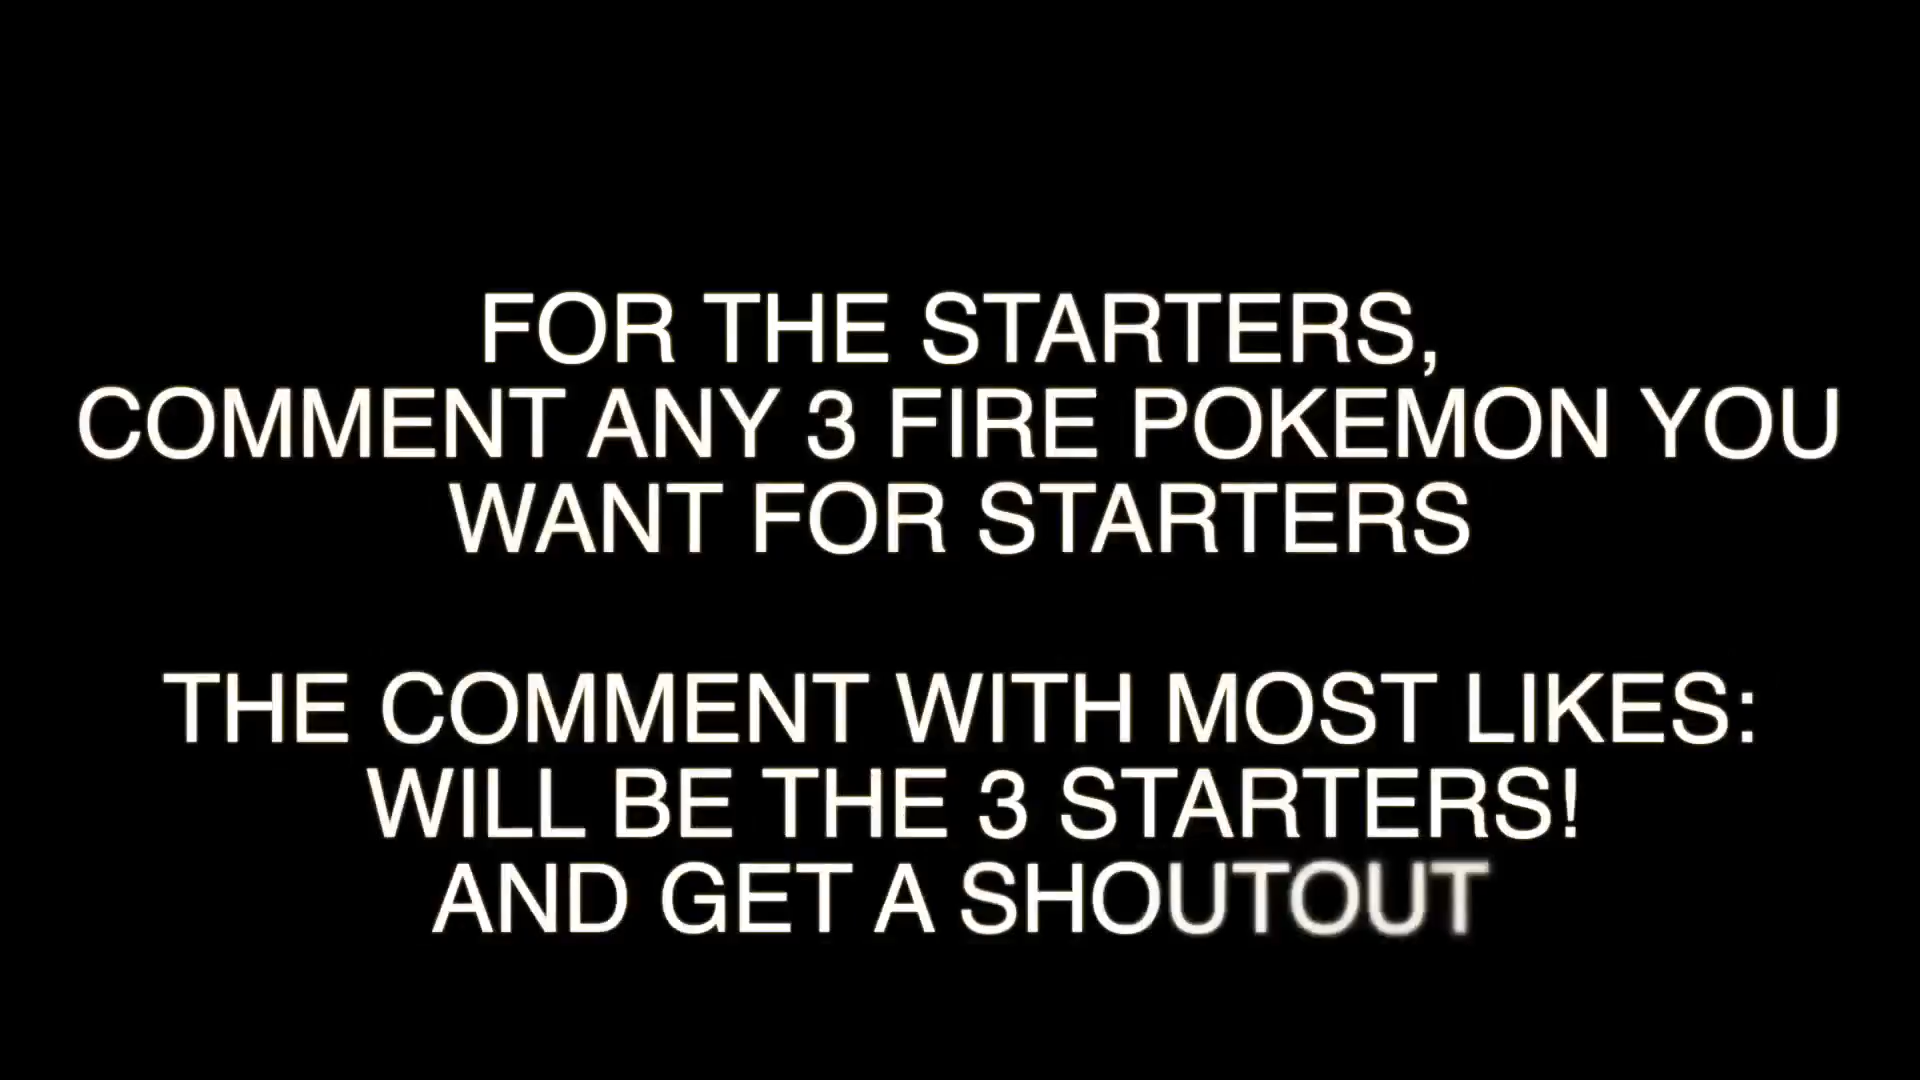 FOR THE STARTERS,
COMMENT ANY 3 FIRE POKEMON YOU
WANT FOR STARTERS
THE COMMENT WITH MOST LIKES:
WILL BE THE 3 STARTERS!
AND GET A SHOUTOUT